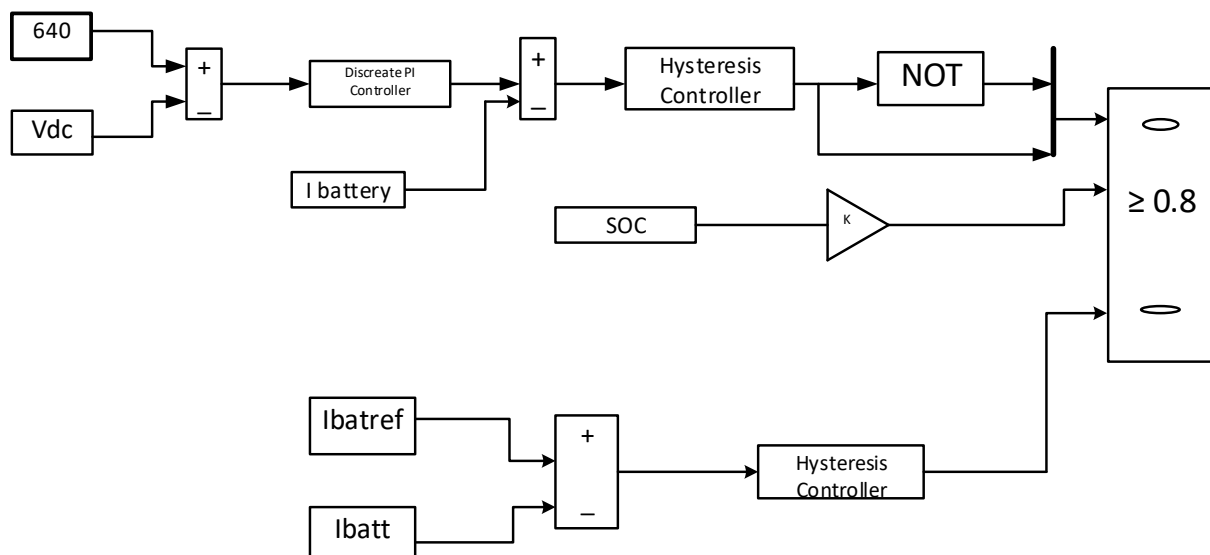 640
Vdc
+
–
Discreate PI
Controller
I battery
+
–
Hysteresis
Controller
NOT
SOC
K
≥ 0.8
Ibatref
Ibatt
+
–
Hysteresis
Controller